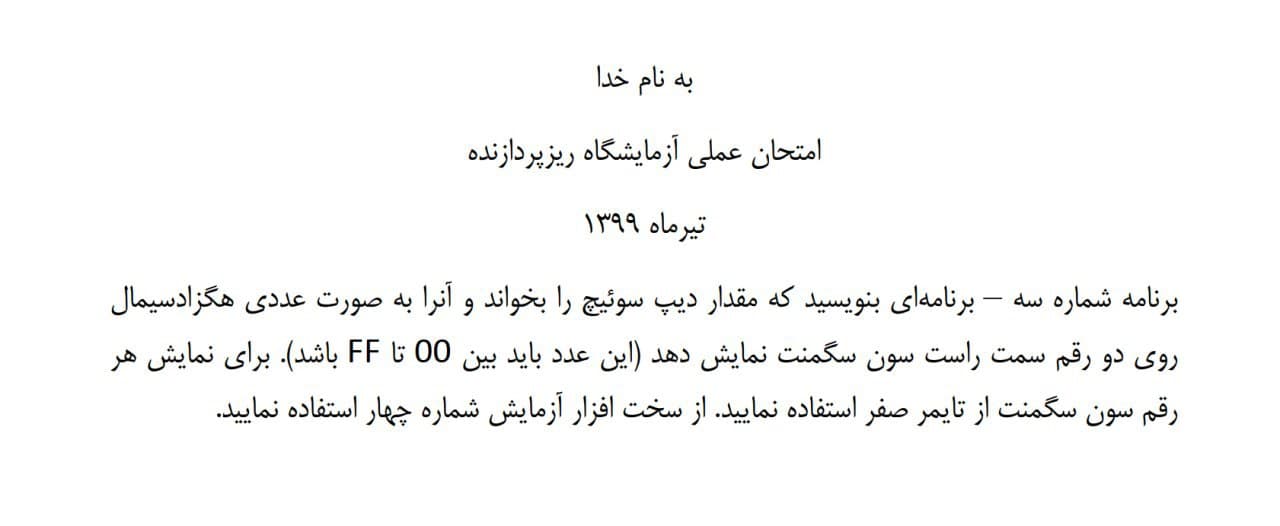 به نام خدا
امتحان عملی آزمایشگاه ریزپردازنده
تیرماه ۱۳۹۹
برنامه شماره سه – برنامه‌ای بنویسید که مقدار دیپ سوئیچ را بخواند و آنرا به صورت عددی هگزادسیمال
روی دو رقم سمت راست سون سگمنت نمایش دهد (این عدد باید بین 00 تا FF باشد). برای نمایش هر
رقم سون سگمنت از تایمر صفر استفاده نمایید. از سخت افزار آزمایش شماره چهار استفاده نمایید.